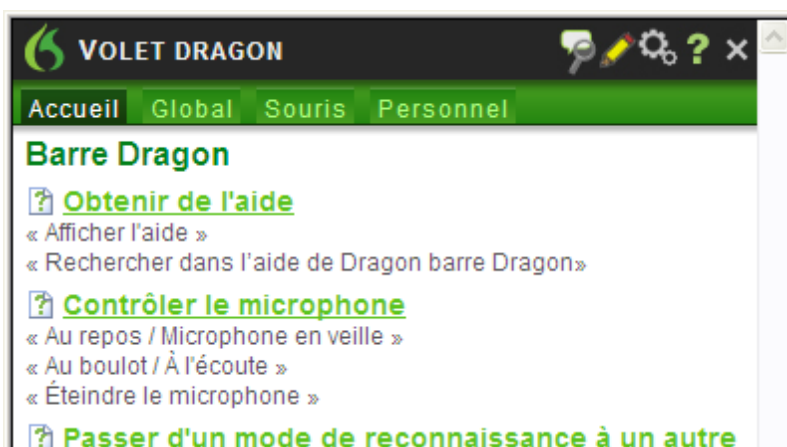 VOLET DRAGON
Accueil Global Souris Personnel
Barre Dragon
Obtenir de l'aide
« Afficher l'aide »
« Rechercher dans l'aide de Dragon barre Dragon»
Contrôler le microphone
« Au repos / Microphone en veille »
« Au boulot / À l'écoute »
« Éteindre le microphone »
Passer d'un mode de reconnaissance à un autre